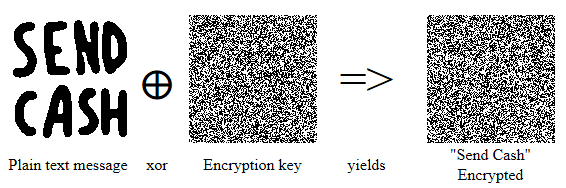 SEND
CASH
⊕
=>
Plain text message
xor
Encryption key
yields
"Send Cash"
Encrypted